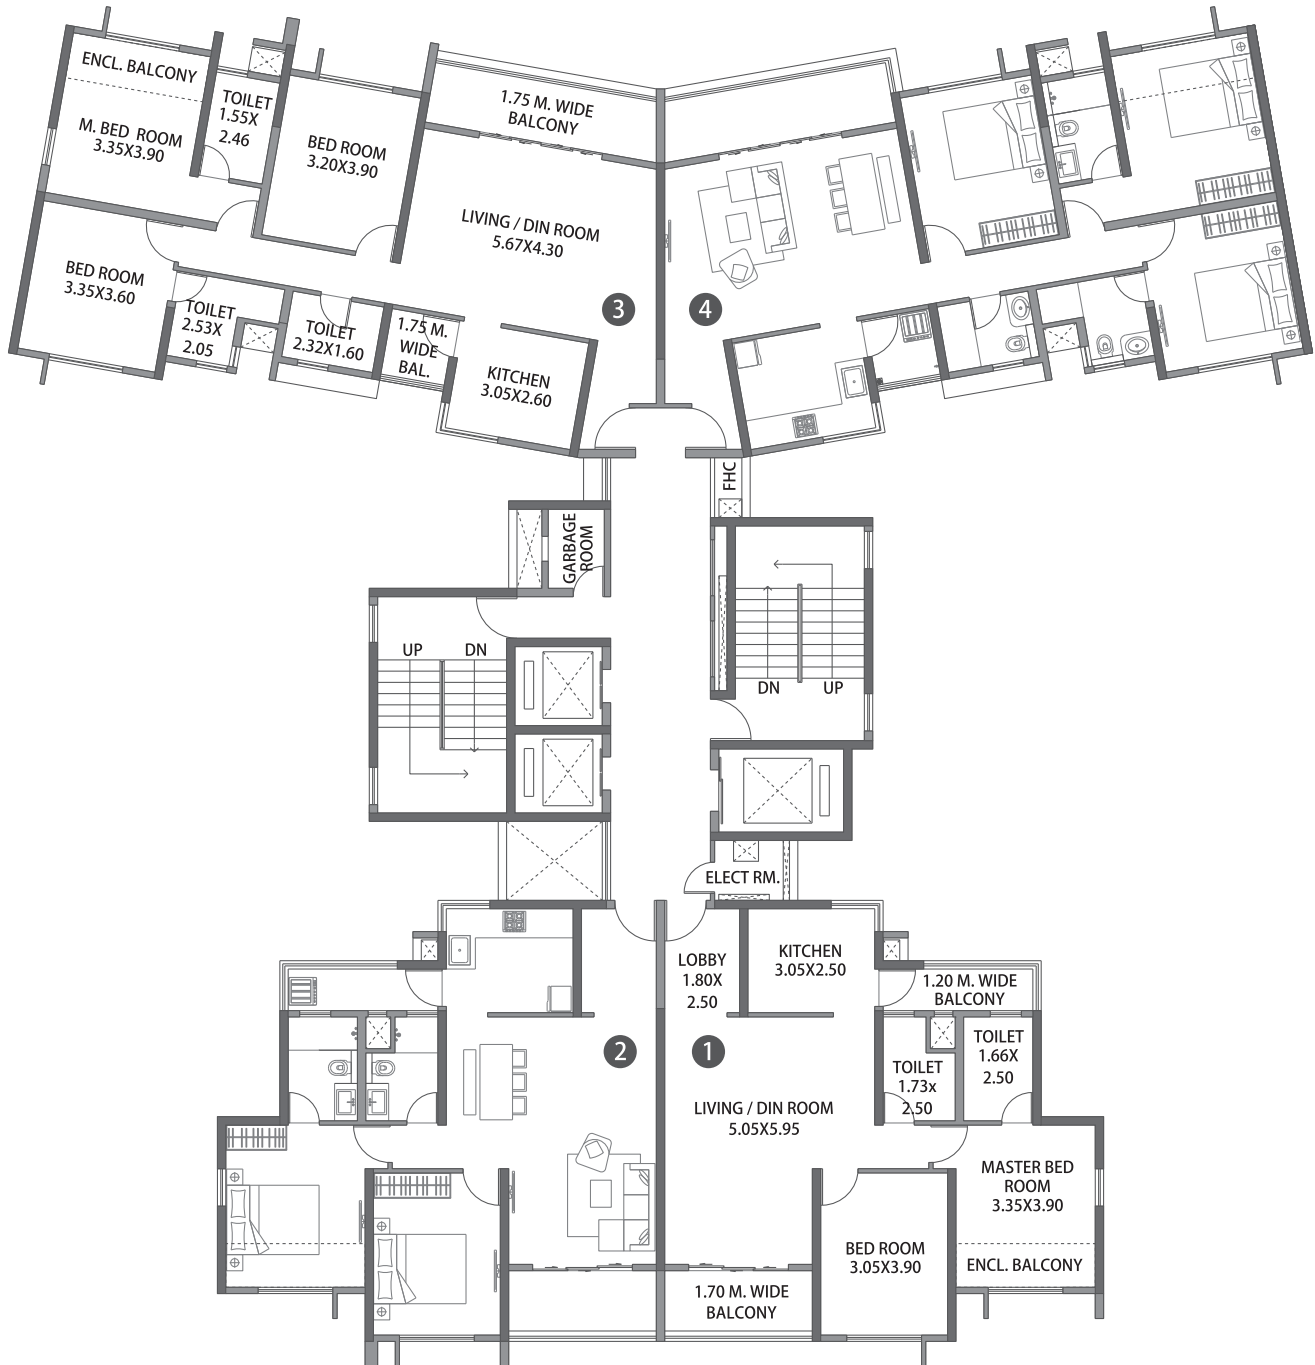 ENCL. BALCONY
M. BED ROOM
3.35X3.90
TOILET
1.55X
2.46
BED ROOM
3.20X3.90
1.75 M. WIDE
BALCONY
LIVING / DIN ROOM
5.67X4.30
BED ROOM
3.35X3.60
TOILET
2.53X
2.05
TOILET
2.32X1.60
1.75 M.
WIDE
BAL.
KITCHEN
3.05X2.60
3
4
FHC
GARBAGE
ROOM
UP
DN
DN
UP
ELECT RM.
LOBBY
1.80X
2.50
KITCHEN
3.05X2.50
1.20 M. WIDE
BALCONY
TOILET
1.73x
2.50
TOILET
1.66X
2.50
2
1
LIVING / DIN ROOM
5.05X5.95
MASTER BED
ROOM
3.35X3.90
ENCL. BALCONY
BED ROOM
3.05X3.90
1.70 M. WIDE
BALCONY